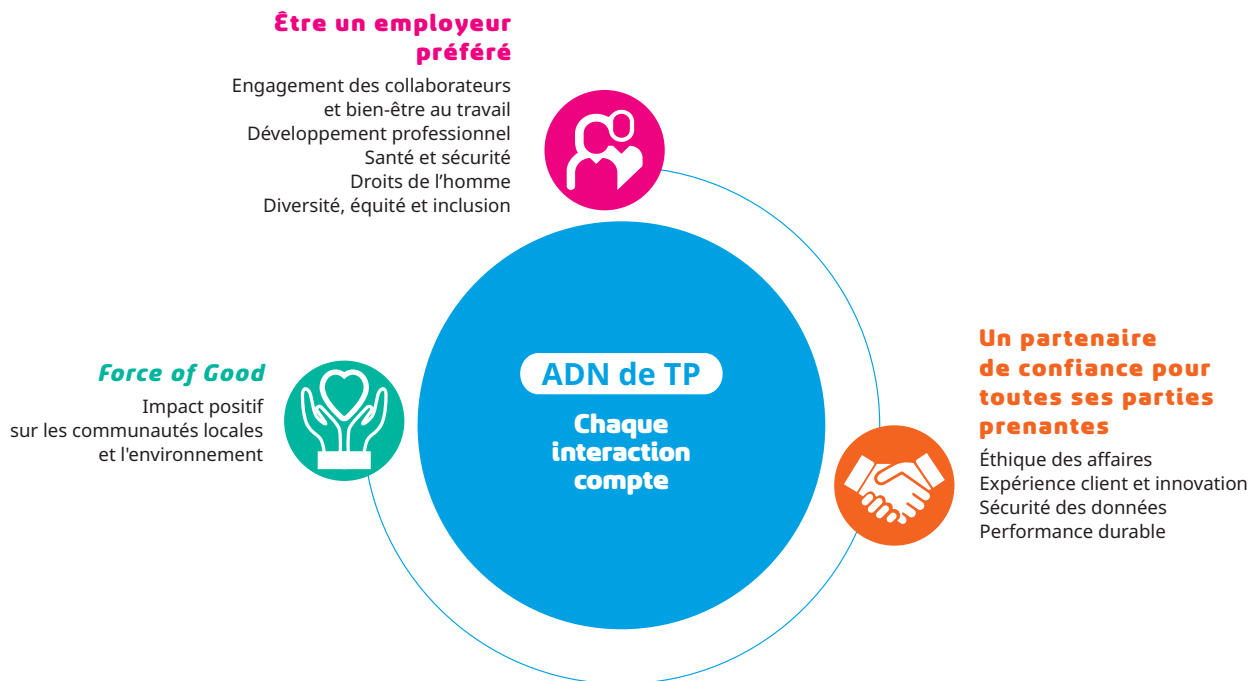 Être un employeur
préféré
Engagement des collaborateurs
et bien-être au travail
Développement professionnel
Santé et sécurité
Droits de l’homme
Diversité, équité et inclusion
Force of Good
Impact positif
sur les communautés locales
et l'environnement
ADN de TP
Chaque
interaction
compte
Un partenaire
de confiance pour
toutes ses parties
prenantes
Éthique des affaires
Expérience client et innovation
Sécurité des données
Performance durable